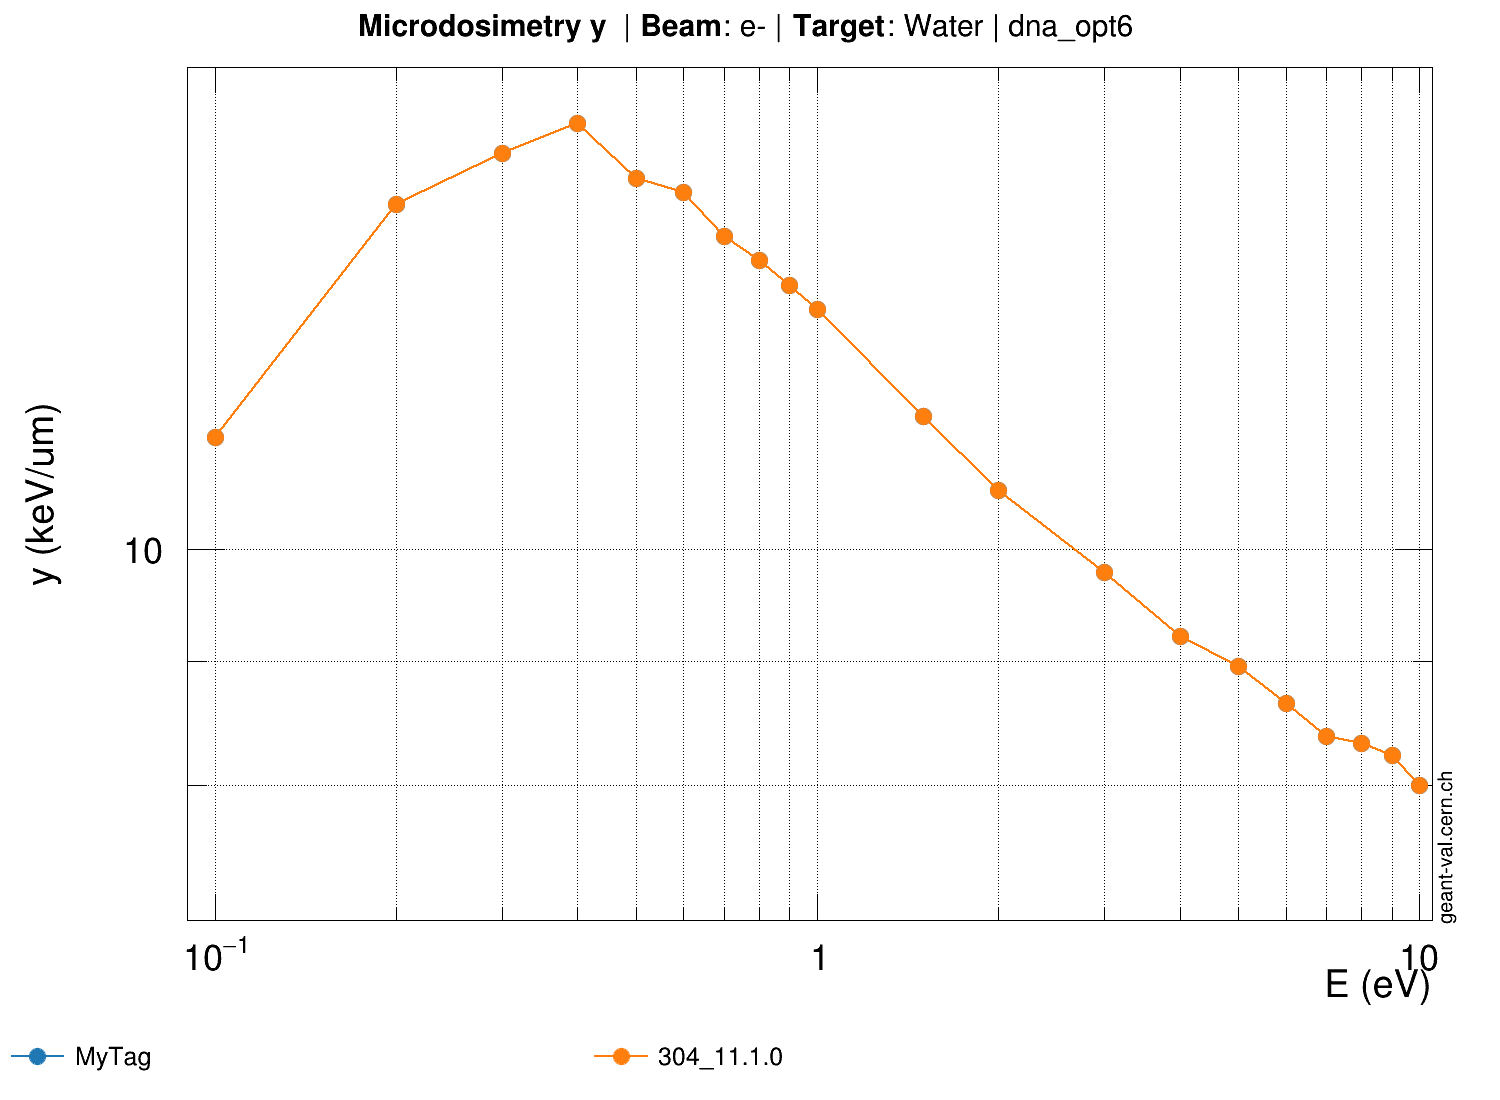 Microdosimetry y | Beam: e- | Target: Water | dna_opt6
y (keV/um)
10
10⁻¹
1
10
E (eV)
geant-val.cern.ch
MyTag
304_11.1.0